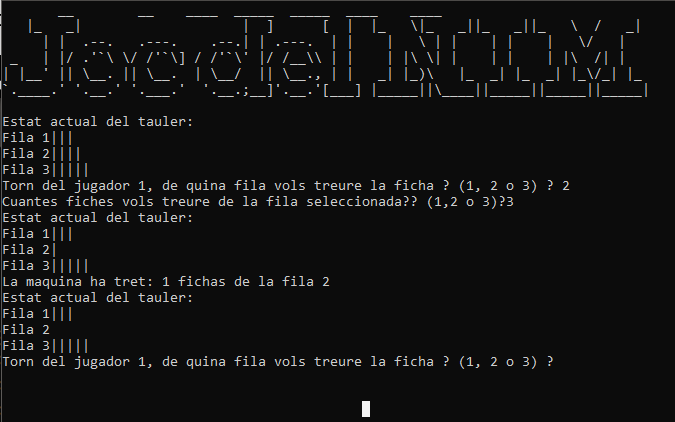 Estat actual del tauler:
Fila 1|||
Fila 2||||
Fila 3|||||
Torn del jugador 1, de quina fila vols treure la ficha ? (1, 2 o 3) ? 2
Cuantes fiches vols treure de la fila seleccionada?? (1,2 o 3)?3
Estat actual del tauler:
Fila 1|||
Fila 2|
Fila 3|||||
La maquina ha tret: 1 fichas de la fila 2
Estat actual del tauler:
Fila 1|||
Fila 2
Fila 3|||||
Torn del jugador 1, de quina fila vols treure la ficha ? (1, 2 o 3) ?